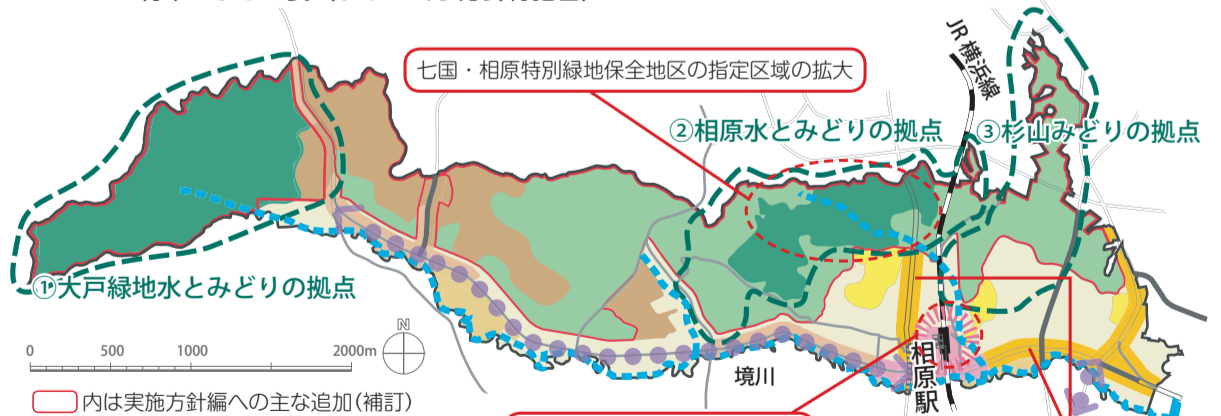 七国・相原特別緑地保全地区の指定区域の拡大
JR 横浜線
②相原水とみどりの拠点
③杉山みどりの拠点
①大戸緑地水とみどりの拠点
N
0 500 1000 2000m
境川
相原駅
内は実施方針編への主な追加(補訂)